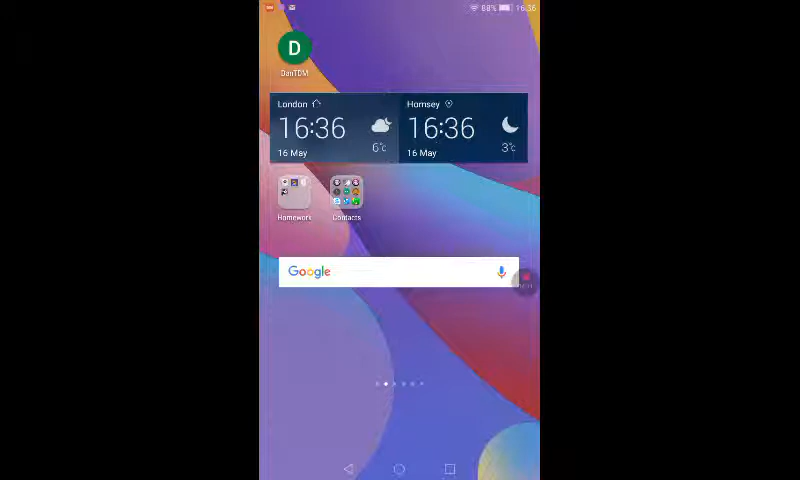 88% 16:36
D
DanTDM
London Hornsey
16:36 16:36
6°c 3°c
16 May 16 May
Homework Contacts
Google